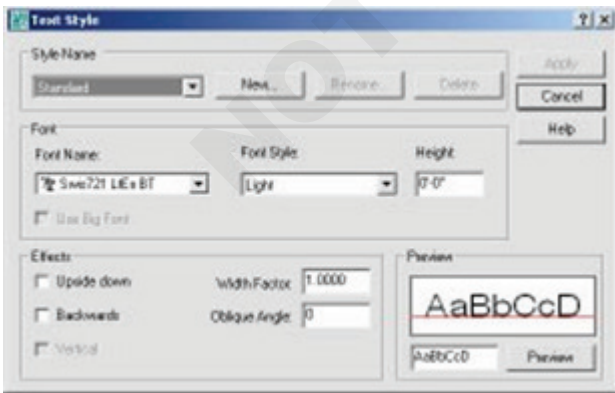 Text Style
Style Name
Standard
New...
Rename...
Delete
Apply
Cancel
Help
Font
Font Name:
Font Style:
Height:
Swis721 LtEx BT
Light
0'-0"
Use Big Font
Effects
Upside down
Width Factor: 1.0000
Backwards
Oblique Angle: 0
Vertical
Preview
AaBbCcD
AaBbCcD
Preview
NOT